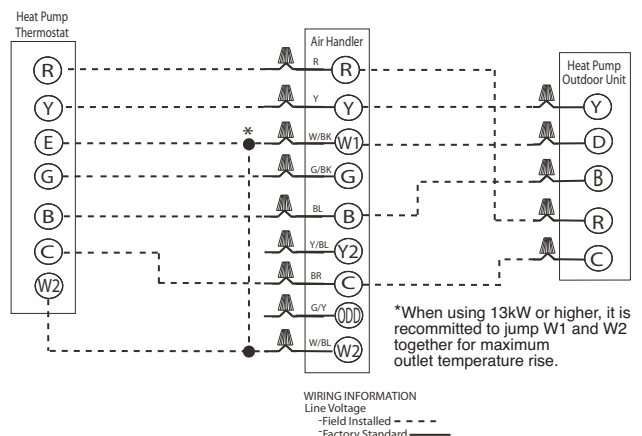 Heat Pump
Thermostat
R
Y
E
G
B
C
W2
*
Air Handler
R
R
Y
Y
W/BK
W1
G/BK
G
BL
B
Y/BL
Y2
BR
C
G/Y
ODD
W/BL
W2
Heat Pump
Outdoor Unit
Y
D
B
R
C
*When using 13kW or higher, it is
recommitted to jump W1 and W2
together for maximum
outlet temperature rise.
WIRING INFORMATION
Line Voltage
-Field Installed
-Factory Standard